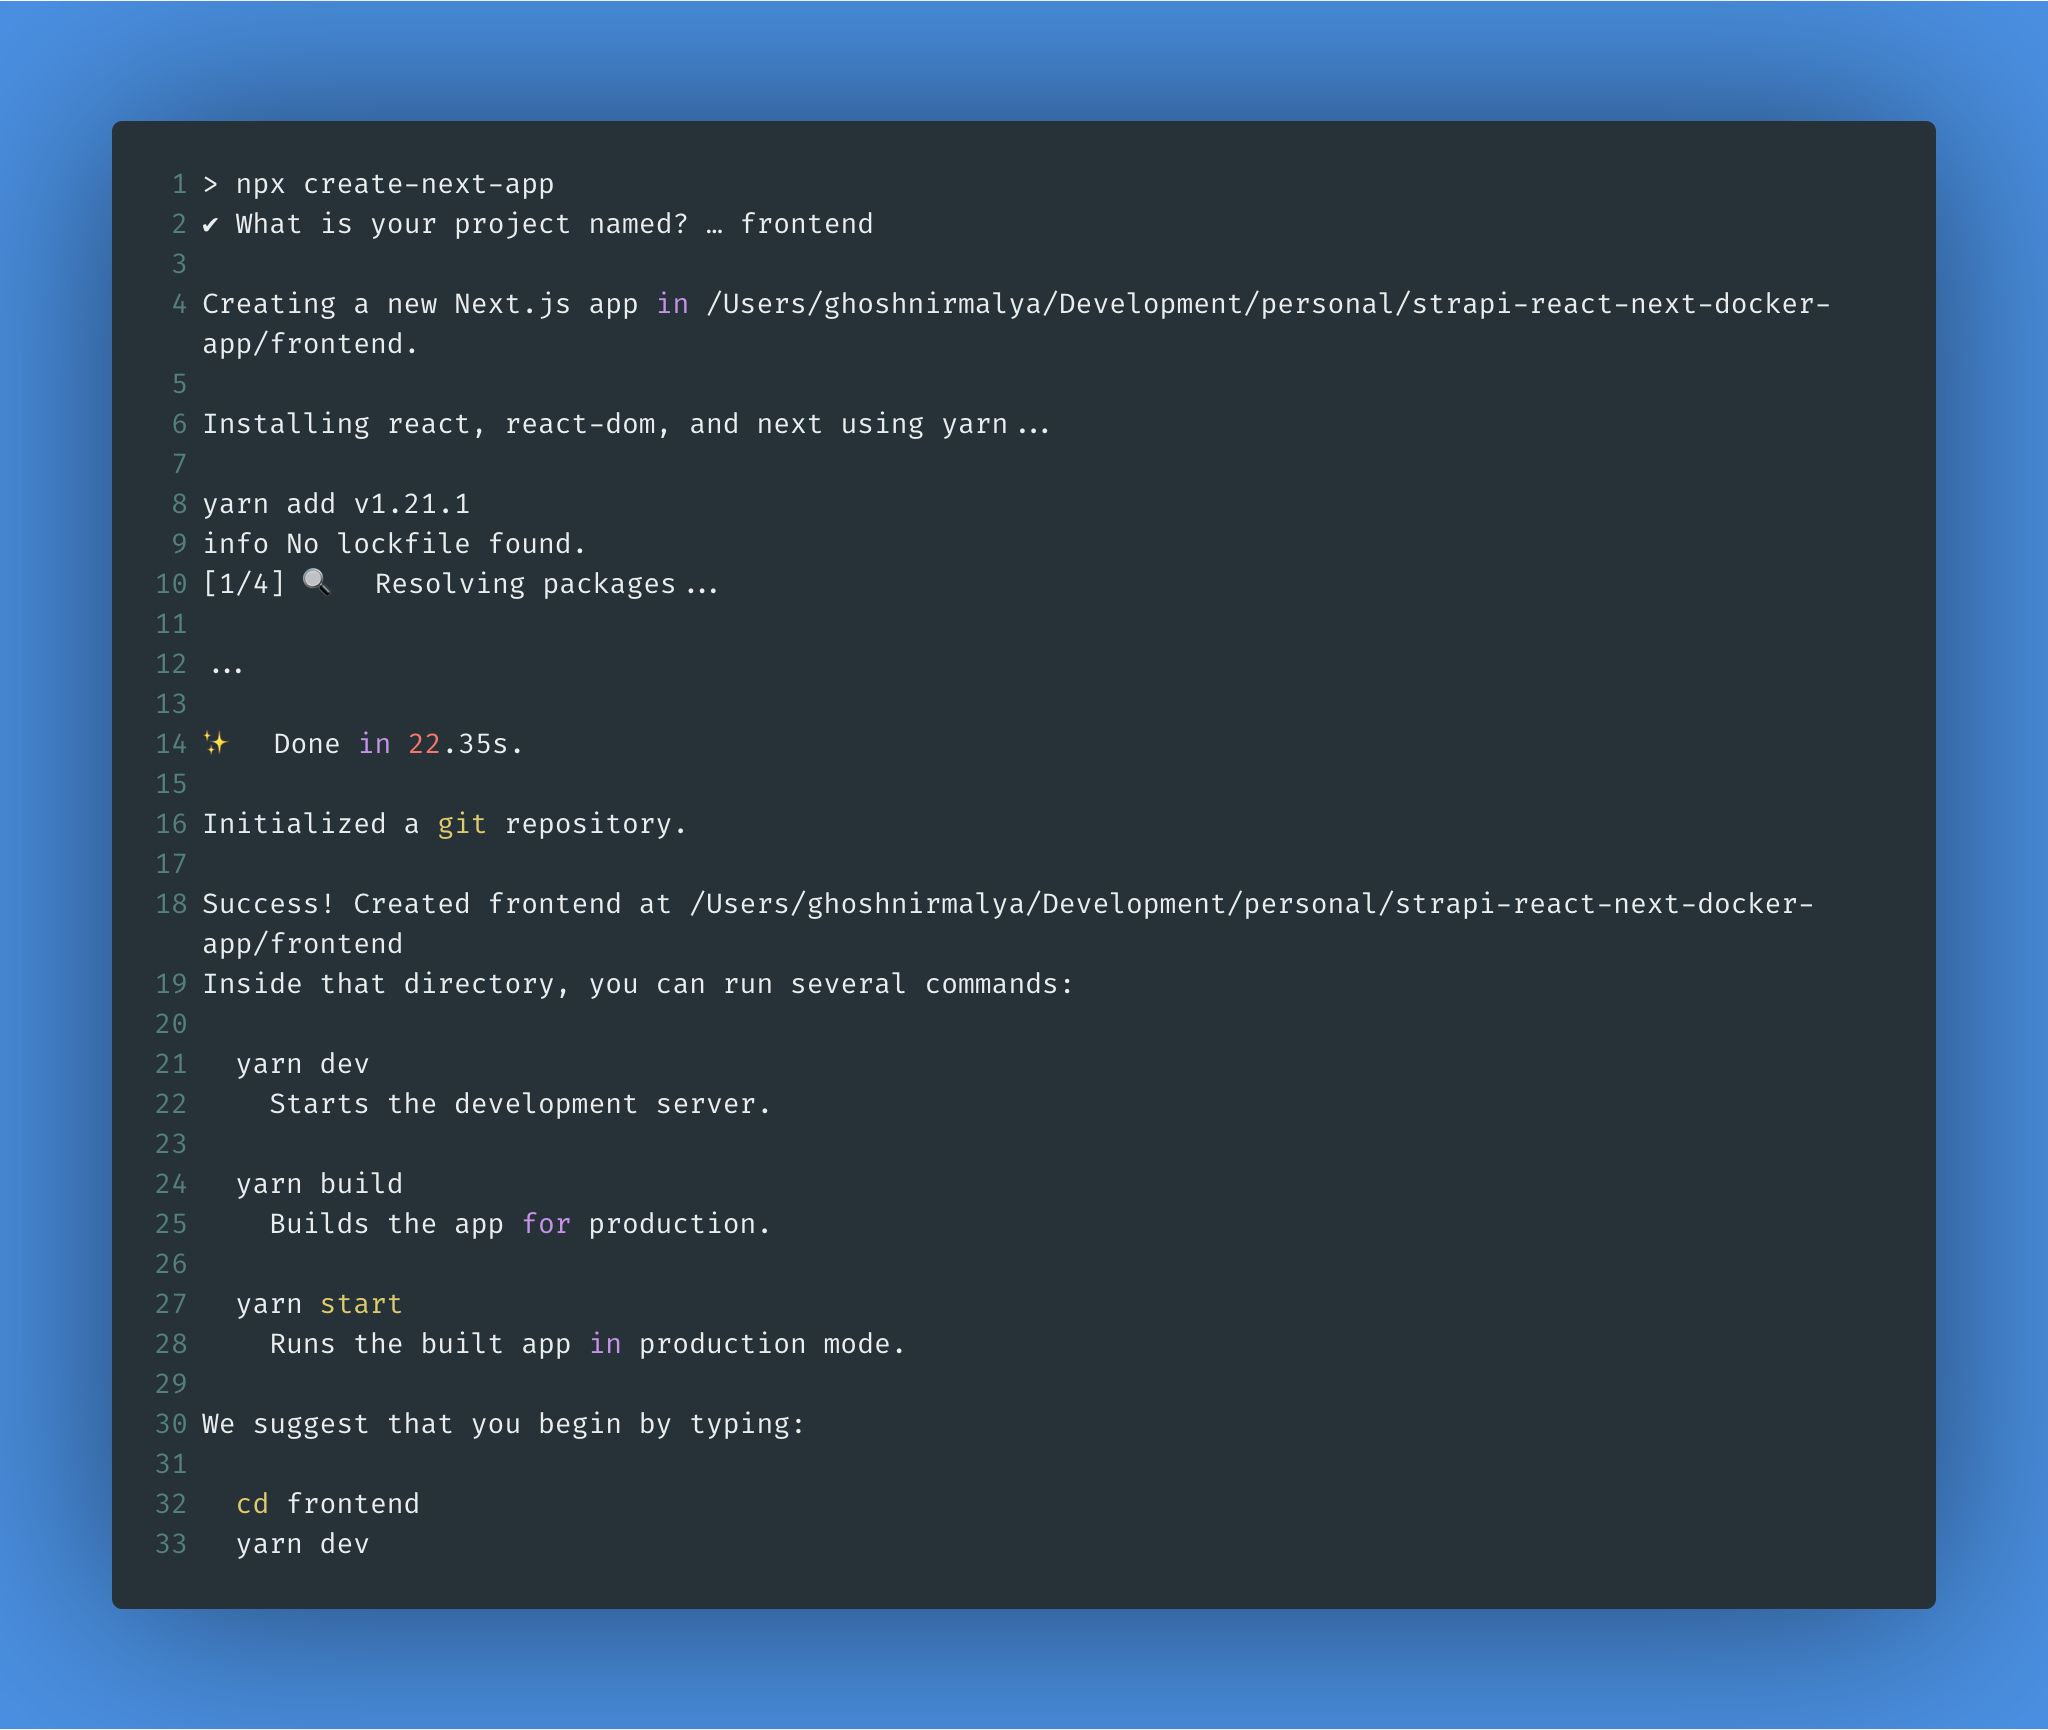 1 > npx create-next-app
2 ✔ What is your project named? … frontend
3
4 Creating a new Next.js app in /Users/ghoshnirmalya/Development/personal/strapi-react-next-docker-
app/frontend.
5
6 Installing react, react-dom, and next using yarn...
7
8 yarn add v1.21.1
9 info No lockfile found.
10 [1/4] 🔍  Resolving packages...
11
12 ...
13
14 ✨  Done in 22.35s.
15
16 Initialized a git repository.
17
18 Success! Created frontend at /Users/ghoshnirmalya/Development/personal/strapi-react-next-docker-
app/frontend
19 Inside that directory, you can run several commands:
20
21   yarn dev
22     Starts the development server.
23
24   yarn build
25     Builds the app for production.
26
27   yarn start
28     Runs the built app in production mode.
29
30 We suggest that you begin by typing:
31
32   cd frontend
33   yarn dev